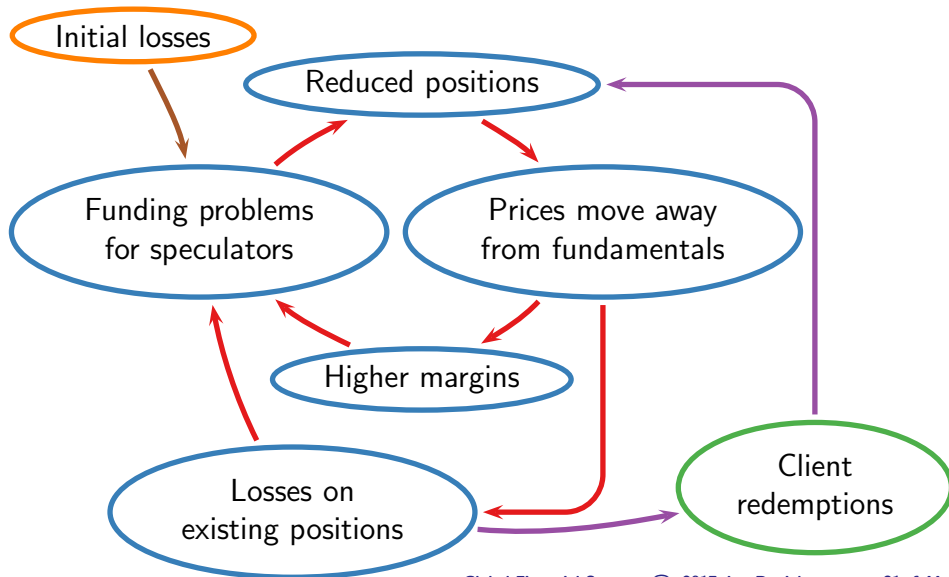 Initial losses
Reduced positions
Funding problems
for speculators
Prices move away
from fundamentals
Higher margins
Losses on
existing positions
Client
redemptions